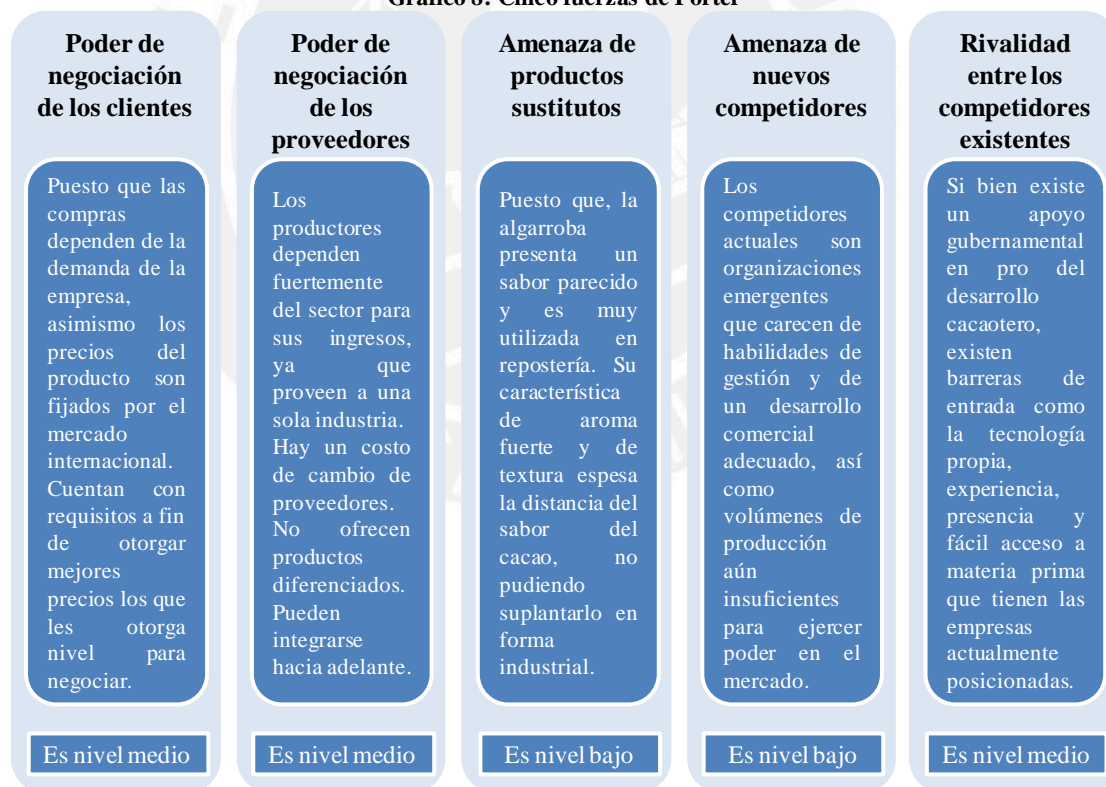 Gráfico 8: Cinco fuerzas de Porter
Poder de
negociación
de los clientes
Puesto que las
compras
dependen de la
demanda de la
empresa,
asimismo los
precios del
producto son
fijados por el
mercado
internacional.
Cuentan con
requisitos a fin
de otorgar
mejores
precios los que
les otorga
nivel para
negociar.
Es nivel medio
Poder de
negociación
de los
proveedores
Los
productores
dependen
fuertemente
del sector para
sus ingresos,
ya que
proveen a una
sola industria.
Hay un costo
de cambio de
proveedores.
No ofrecen
productos
diferenciados.
Pueden
integrarse
hacia adelante.
Es nivel medio
Amenaza de
productos
sustitutos
Puesto que, la
algarroba
presenta un
sabor parecido
y es muy
utilizada en
repostería. Su
característica
de aroma
fuerte y de
textura espesa
la distancia del
sabor del
cacao, no
pudiendo
suplantarlo en
forma
industrial.
Es nivel bajo
Amenaza de
nuevos
competidores
Los
competidores
actuales son
organizaciones
emergentes
que carecen de
habilidades de
gestión y de
un desarrollo
comercial
adecuado, así
como
volúmenes de
producción
aún
insuficientes
para ejercer
poder en el
mercado.
Es nivel bajo
Rivalidad
entre los
competidores
existentes
Si bien existe
un apoyo
gubernamental
en pro del
desarrollo
cacaotero,
existen
barreras de
entrada como
la tecnología
propia,
experiencia,
presencia y
fácil acceso a
materia prima
que tienen las
empresas
actualmente
posicionadas.
Es nivel medio